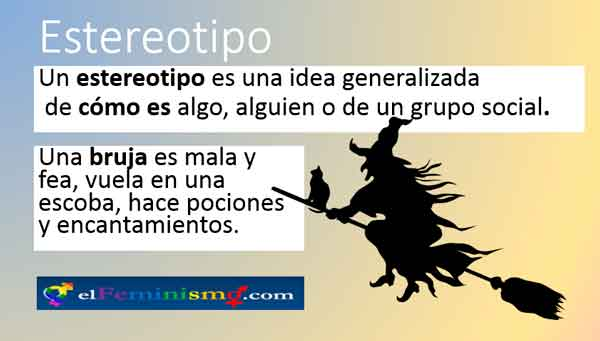 Estereotipo
Un estereotipo es una idea generalizada
de cómo es algo, alguien o de un grupo social.
Una bruja es mala y
fea, vuela en una
escoba, hace pociones
y encantamientos.
elFeminismo.com